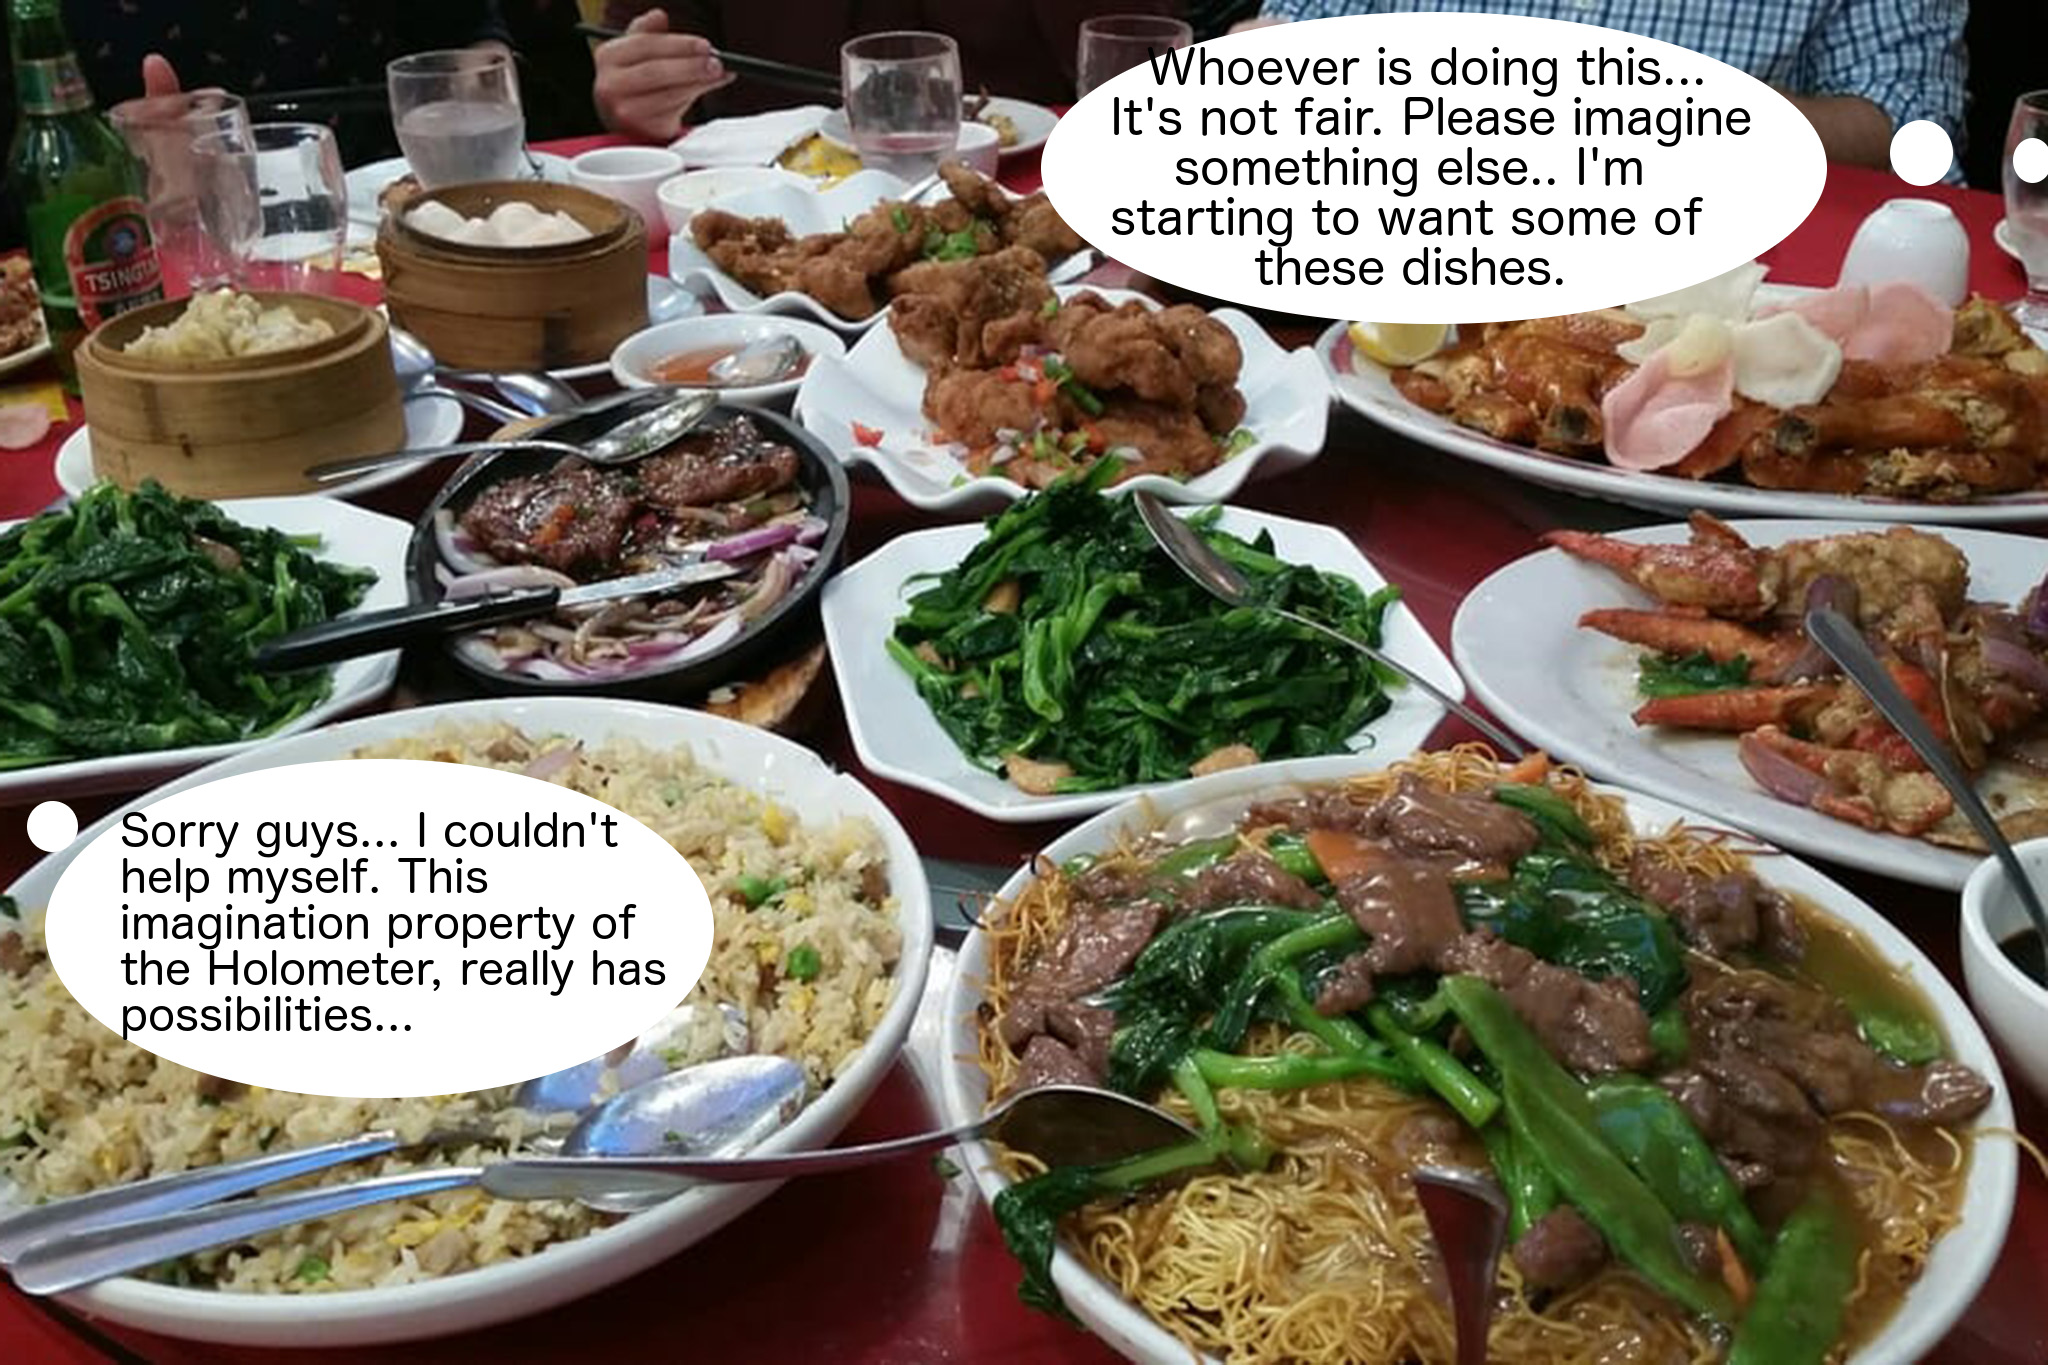 Whoever is doing this...
It's not fair. Please imagine
something else.. I'm
starting to want some of
these dishes.
TSINGTAO
Sorry guys... I couldn't
help myself. This
imagination property of
the Holometer, really has
possibilities...